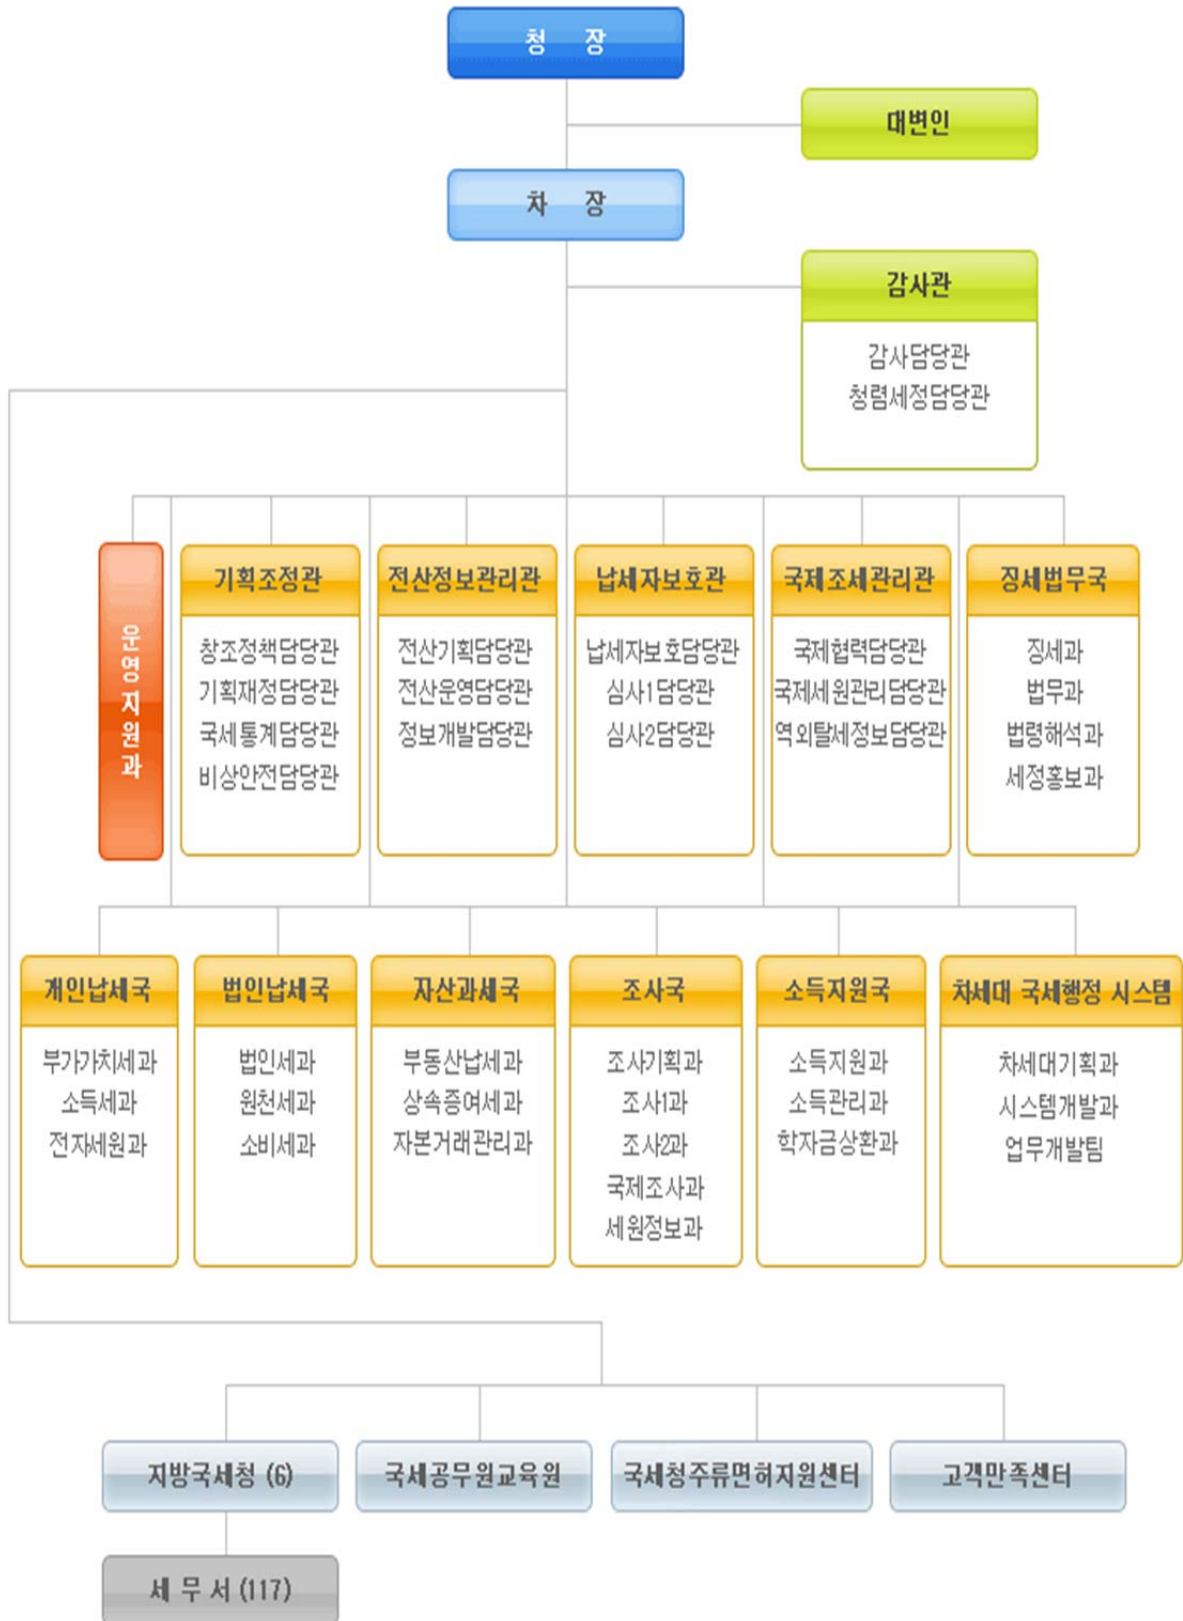 청 장
대변인
차 장
감사관
감사담당관
청렴세정담당관
운영지원과
기획조정관
창조정책담당관
기획재정담당관
국세통계담당관
비상안전담당관
전산정보관리관
전산기획담당관
전산운영담당관
정보개발담당관
납세자보호관
납세자보호담당관
심사1담당관
심사2담당관
국제조세관리관
국제협력담당관
국제세원관리담당관
역외탈세정보담당관
징세법무국
징세과
법무과
법령해석과
세정홍보과
개인납세국
부가가치세과
소득세과
전자세원과
법인납세국
법인세과
원천세과
소비세과
자산과세국
부동산납세과
상속증여세과
자본거래관리과
조사국
조사기획과
조사1과
조사2과
국제조사과
세원정보과
소득지원국
소득지원과
소득관리과
학자금상환과
차세대 국세행정 시스템
차세대기획과
시스템개발과
업무개발팀
지방국세청 (6)
국세공무원교육원
국세청주류면허지원센터
고객만족센터
세 무 서 (117)